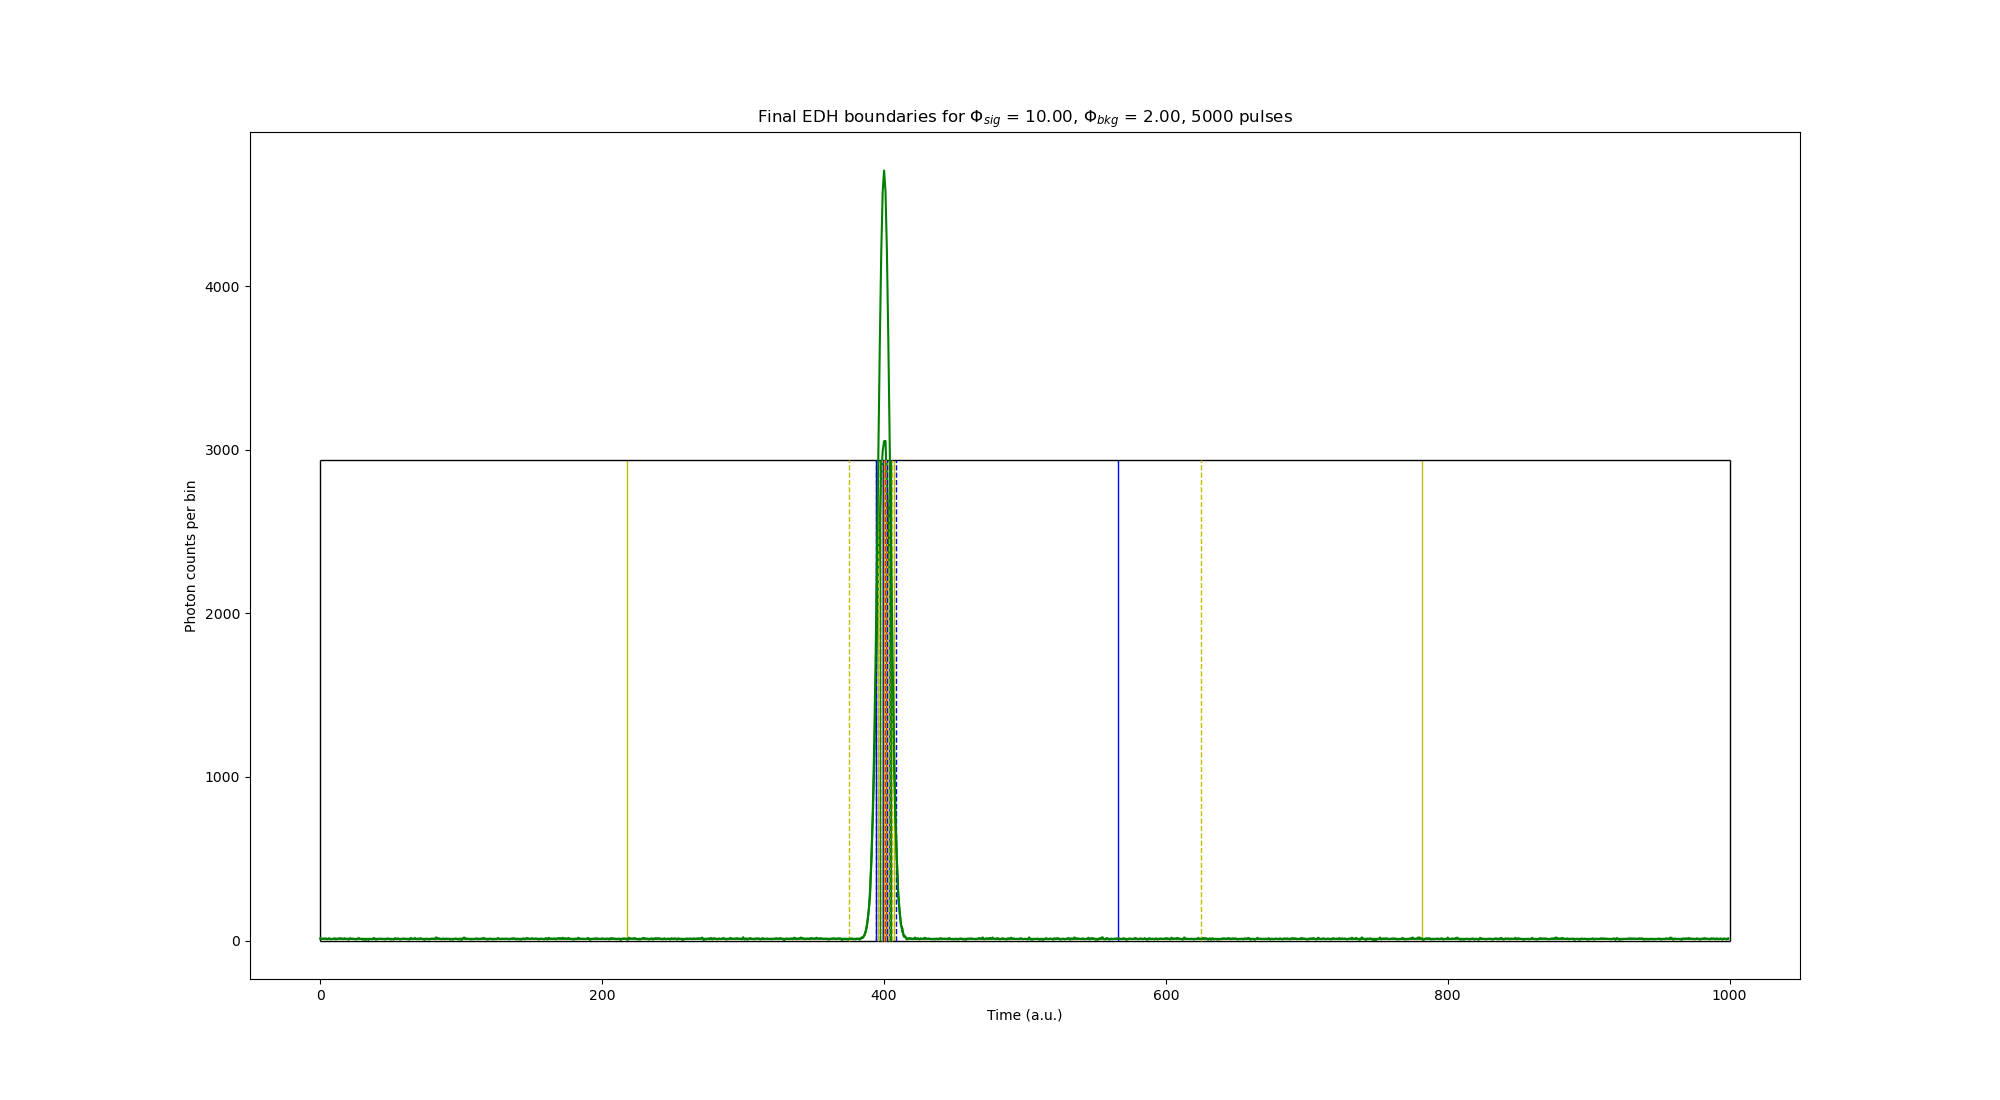 Final EDH boundaries for Φsig = 10.00, Φbkg = 2.00, 5000 pulses
Photon counts per bin
4000
3000
2000
1000
0
0 200 400 600 800 1000
Time (a.u.)